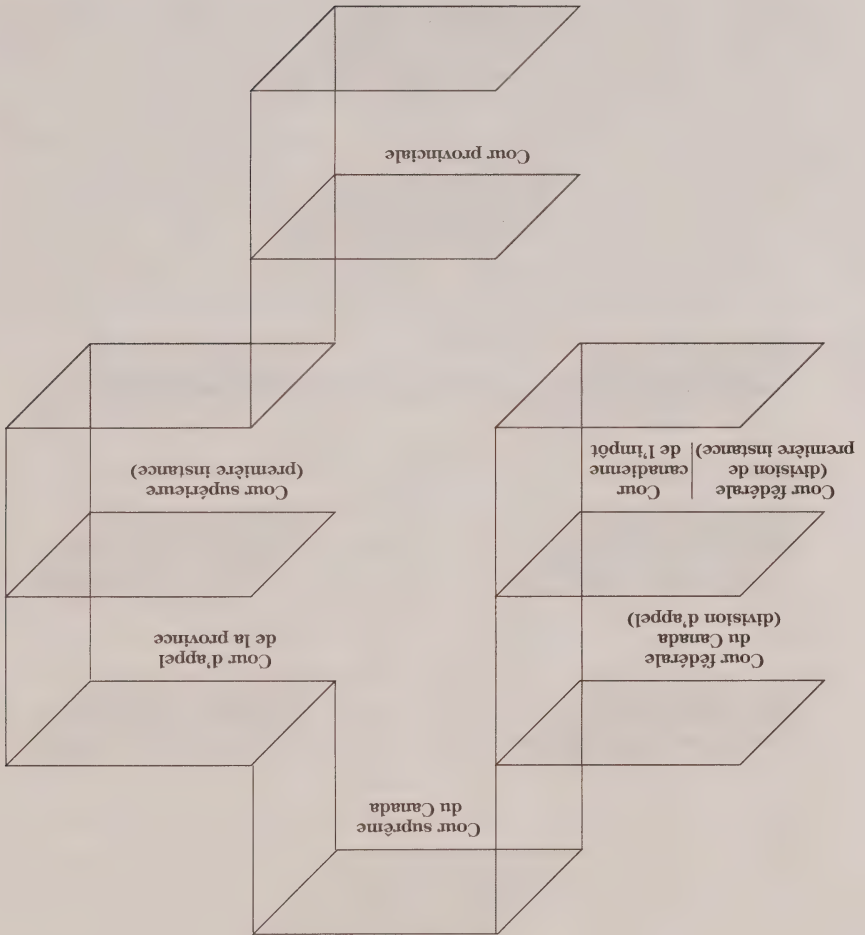 Cour suprême
du Canada
Cour fédérale
du Canada
(division d'appel)
Cour d'appel
de la province
Cour fédérale
(division de
première instance)
Cour
canadienne
de l'impôt
Cour supérieure
(première instance)
Cour provinciale